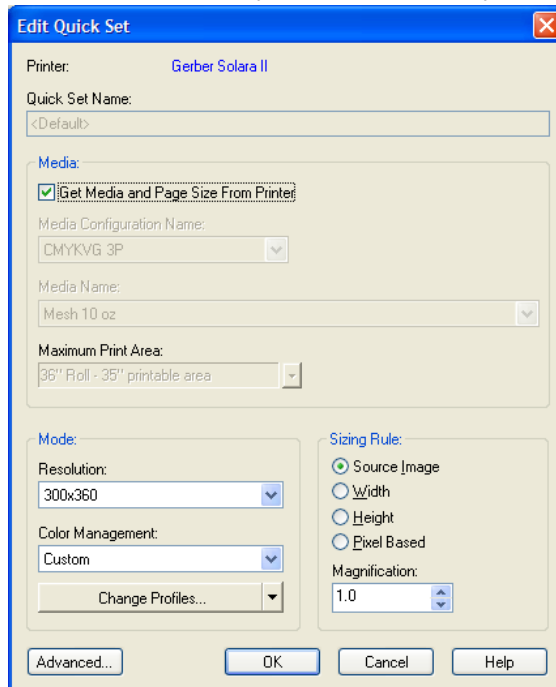 Edit Quick Set
Printer: Gerber Solara II
Quick Set Name:
<Default>
Media:
Get Media and Page Size From Printer
Media Configuration Name:
CMYKVG 3P
Media Name:
Mesh 10 oz
Maximum Print Area:
36" Roll - 35" printable area
Mode:
Resolution:
300x360
Color Management:
Custom
Change Profiles...
Sizing Rule:
Source Image
Width
Height
Pixel Based
Magnification:
1.0
Advanced... OK Cancel Help